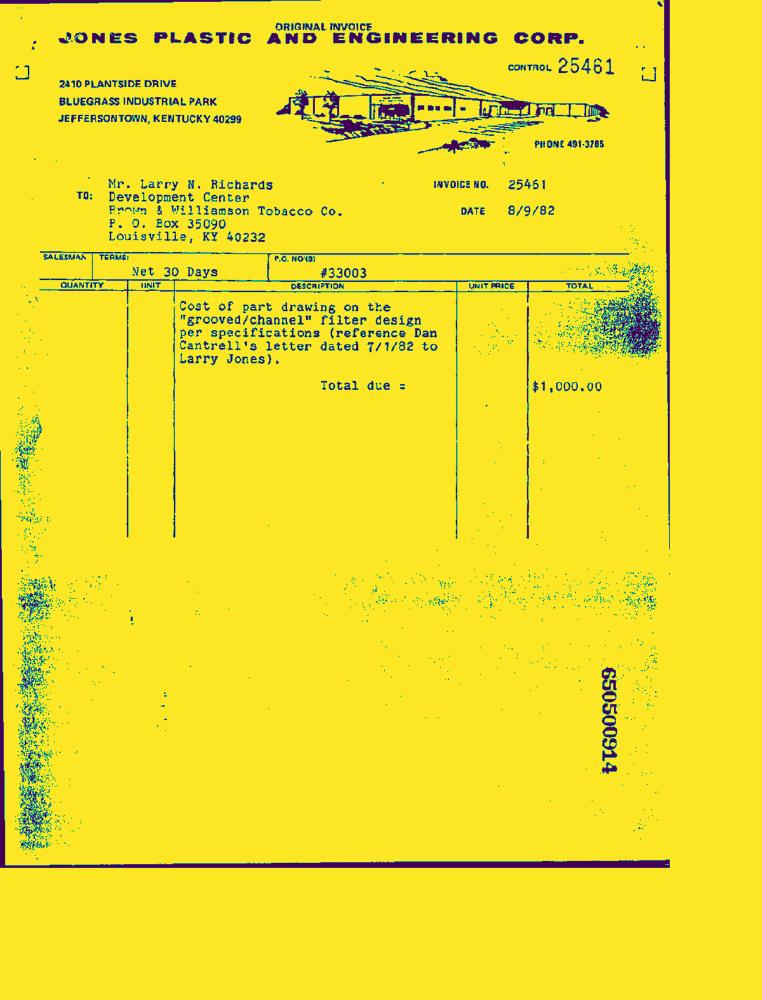 ORIGINAL INVOICE
JONES PLASTIC AND ENGINEERING CORP.
CONTROL 25461
2410 PLANTSIDE DRIVE
BLUEGRASS INDUSTRIAL PARK
JEFFERSONTOWN, KENTUCKY 40299
PHONE 491-3785
TO: Mr. Larry N. Richards
Development Center
Brown & Williamson Tobacco Co.
P. O. Box 35090
Louisville, KY 40232
INVOICE NO. 25461
DATE 8/9/82
SALESMAN TERMS: P.O. NO(S)
Net 30 Days #33003
QUANTITY UNIT DESCRIPTION UNIT PRICE TOTAL
Cost of part drawing on the
"grooved/channel" filter design
per specifications (reference Dan
Cantrell's letter dated 7/1/82 to
Larry Jones).
Total due = $1,000.00
650500914